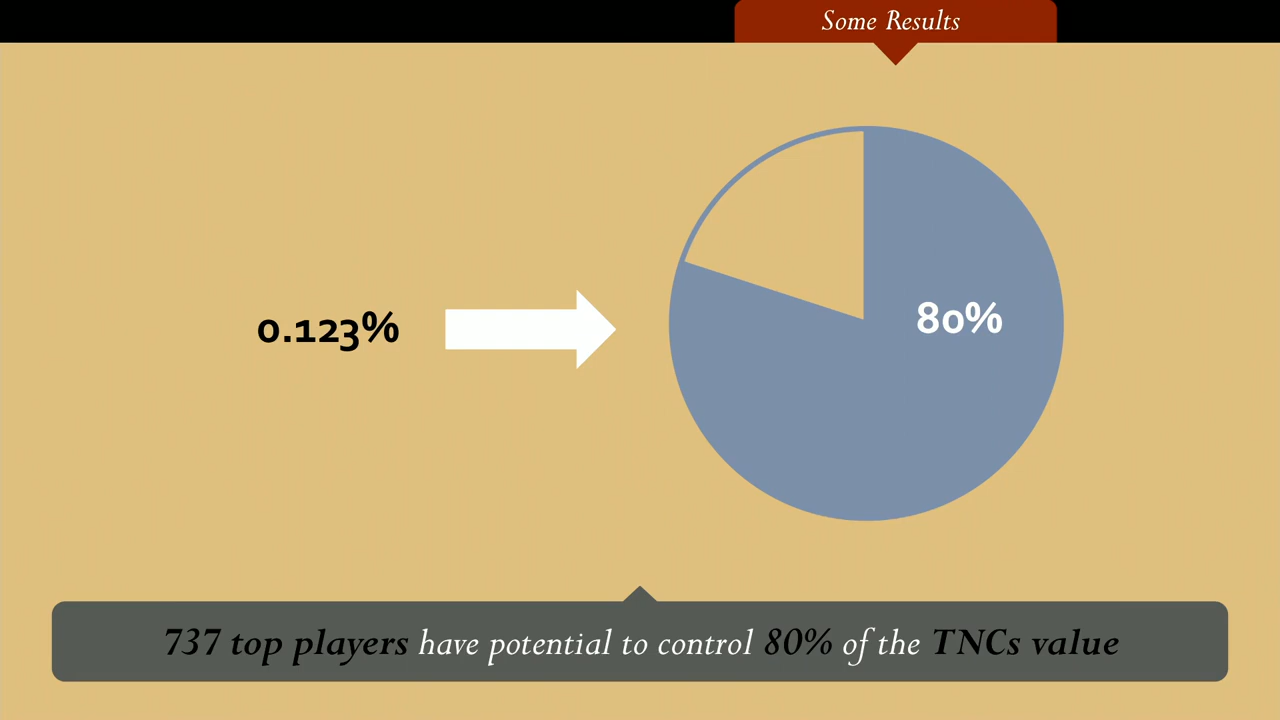 Some Results
0.123%
80%
737 top players have potential to control 80% of the TNCs value